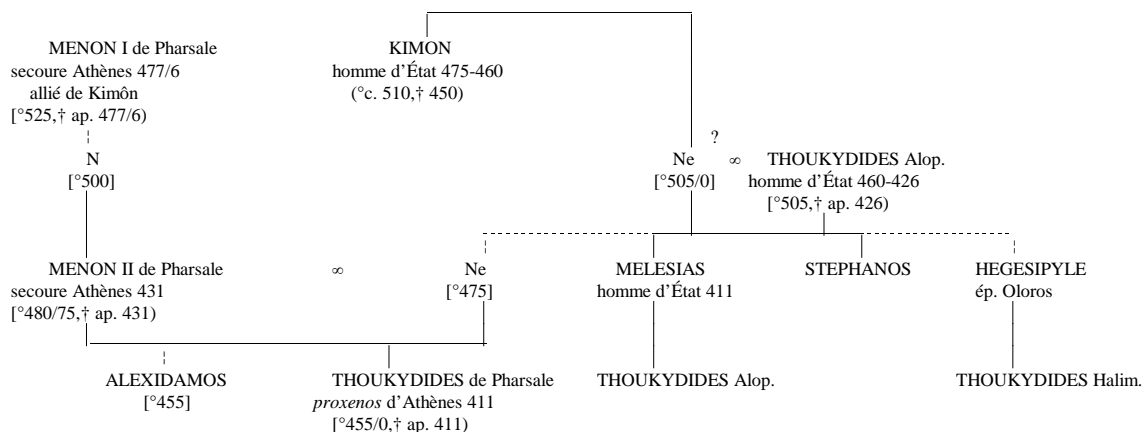 MENON I de Pharsale
secoure Athènes 477/6
allié de Kimôn
[°525,† ap. 477/6)
KIMON
homme d'État 475-460
(°c. 510,† 450)
N
[°500]
?
Ne ∞ THOUKYDIDES Alop.
[°505/0]
homme d'État 460-426
[°505,† ap. 426)
MENON II de Pharsale
secoure Athènes 431
[°480/75,† ap. 431)
∞
Ne
[°475]
MELESIAS
homme d'État 411
STEPHANOS
HEGESIPYLE
ép. Oloros
ALEXIDAMOS
[°455]
THOUKYDIDES de Pharsale
proxenos d'Athènes 411
[°455/0,† ap. 411)
THOUKYDIDES Alop.
THOUKYDIDES Halim.